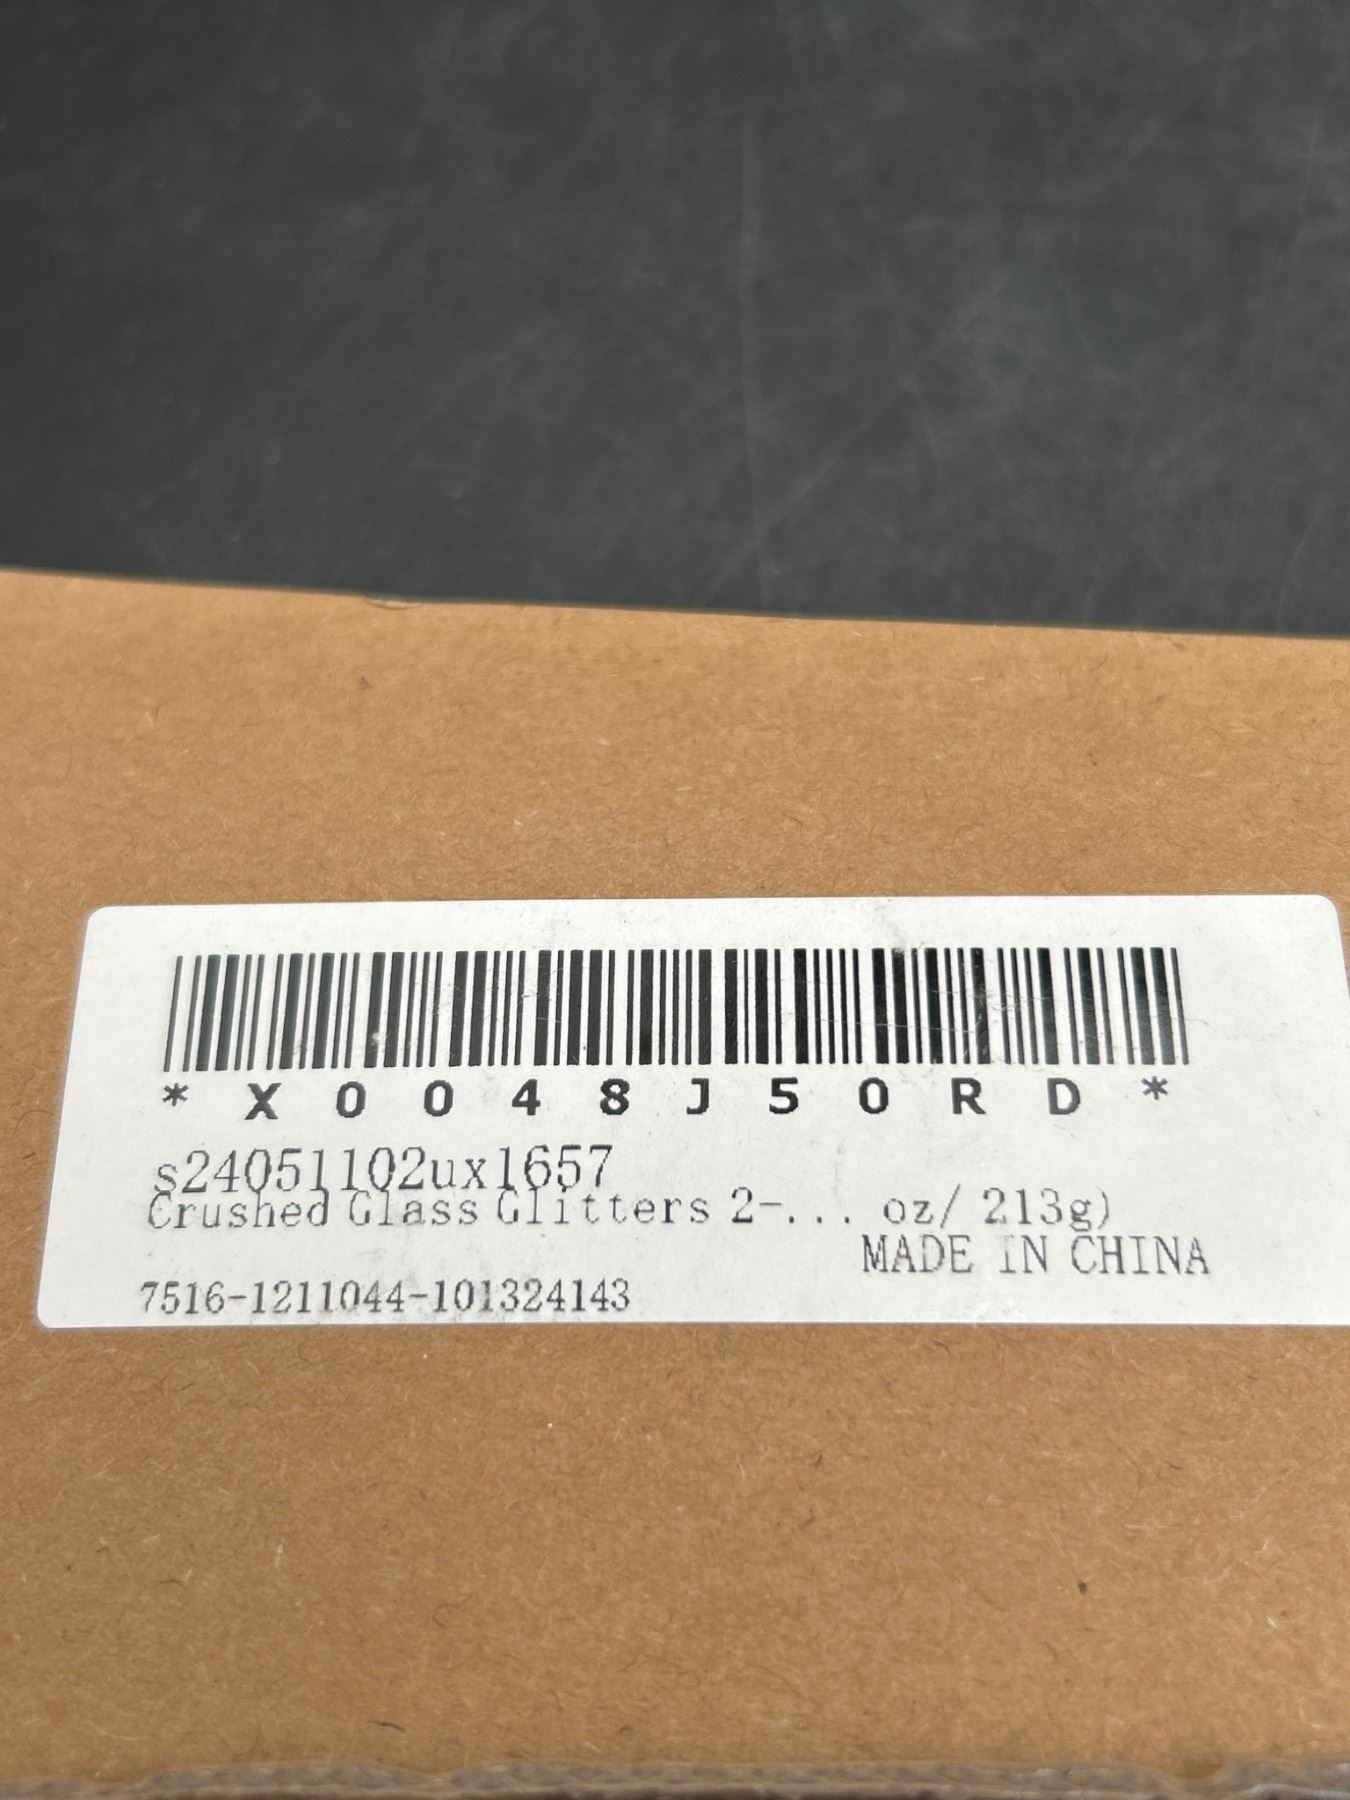 *X0048J50RD*
s24051102ux1657
Crushed Glass Glitters 2-... oz/ 213g)
MADE IN CHINA
7516-1211044-101324143